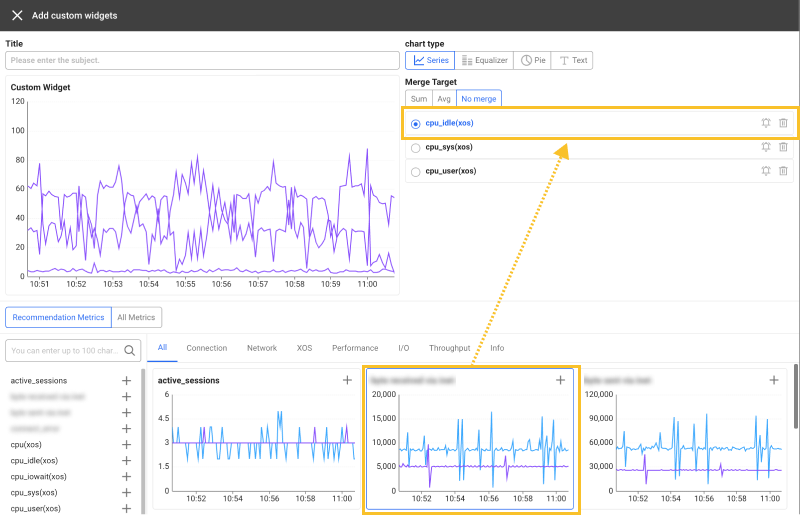 Add custom widgets
Title
Please enter the subject.
Custom Widget
120
100
80
60
40
20
0
10:51
10:52
10:53
10:54
10:55
10:56
10:57
10:58
10:59
11:00
chart type
Series
Equalizer
Pie
Text
Merge Target
Sum
Avg
No merge
cpu_idle(xos)
cpu_sys(xos)
cpu_user(xos)
Recommendation Metrics
All Metrics
You can enter up to 100 char...
All
Connection
Network
XOS
Performance
I/O
Throughput
Info
active_sessions
cpu(xos)
cpu_idle(xos)
cpu_iowait(xos)
cpu_sys(xos)
cpu_user(xos)
active_sessions
6
4.5
3
1.5
0
10:52
10:54
10:56
10:58
11:00
20,000
15,000
10,000
5,000
0
10:52
10:54
10:56
10:58
11:00
120,000
90,000
60,000
30,000
0
10:52
10:54
10:56
10:58
11:00